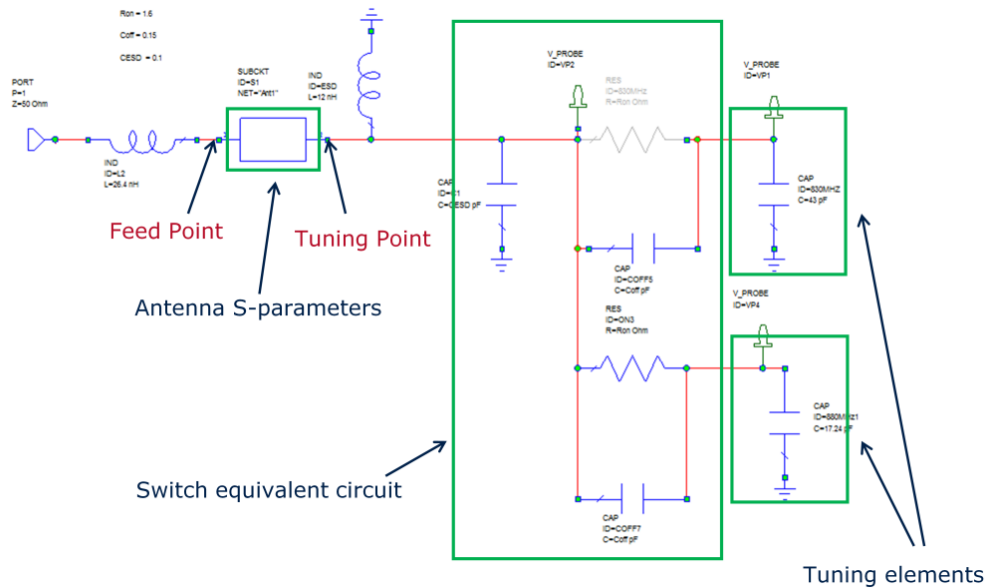 Ron = 1.6
Coff = 0.15
CESD = 0.1
PORT
P=1
Z=50 Ohm
IND
ID=L2
L=26.4 nH
SUBCKT
ID=S1
NET="Ant1"
IND
ID=ESD
L=12 nH
V_PROBE
ID=VP2
RES
ID=830MHz
R=Ron Ohm
V_PROBE
ID=VP1
CAP
C=CESD pF
CAP
ID=830MHZ
C=43 pF
Feed Point
Tuning Point
Antenna S-parameters
CAP
ID=COFF5
C=Coff pF
RES
ID=ON3
R=Ron Ohm
V_PROBE
ID=VP4
CAP
ID=880MHz1
C=17.24 pF
Switch equivalent circuit
CAP
ID=COFF7
C=Coff pF
Tuning elements